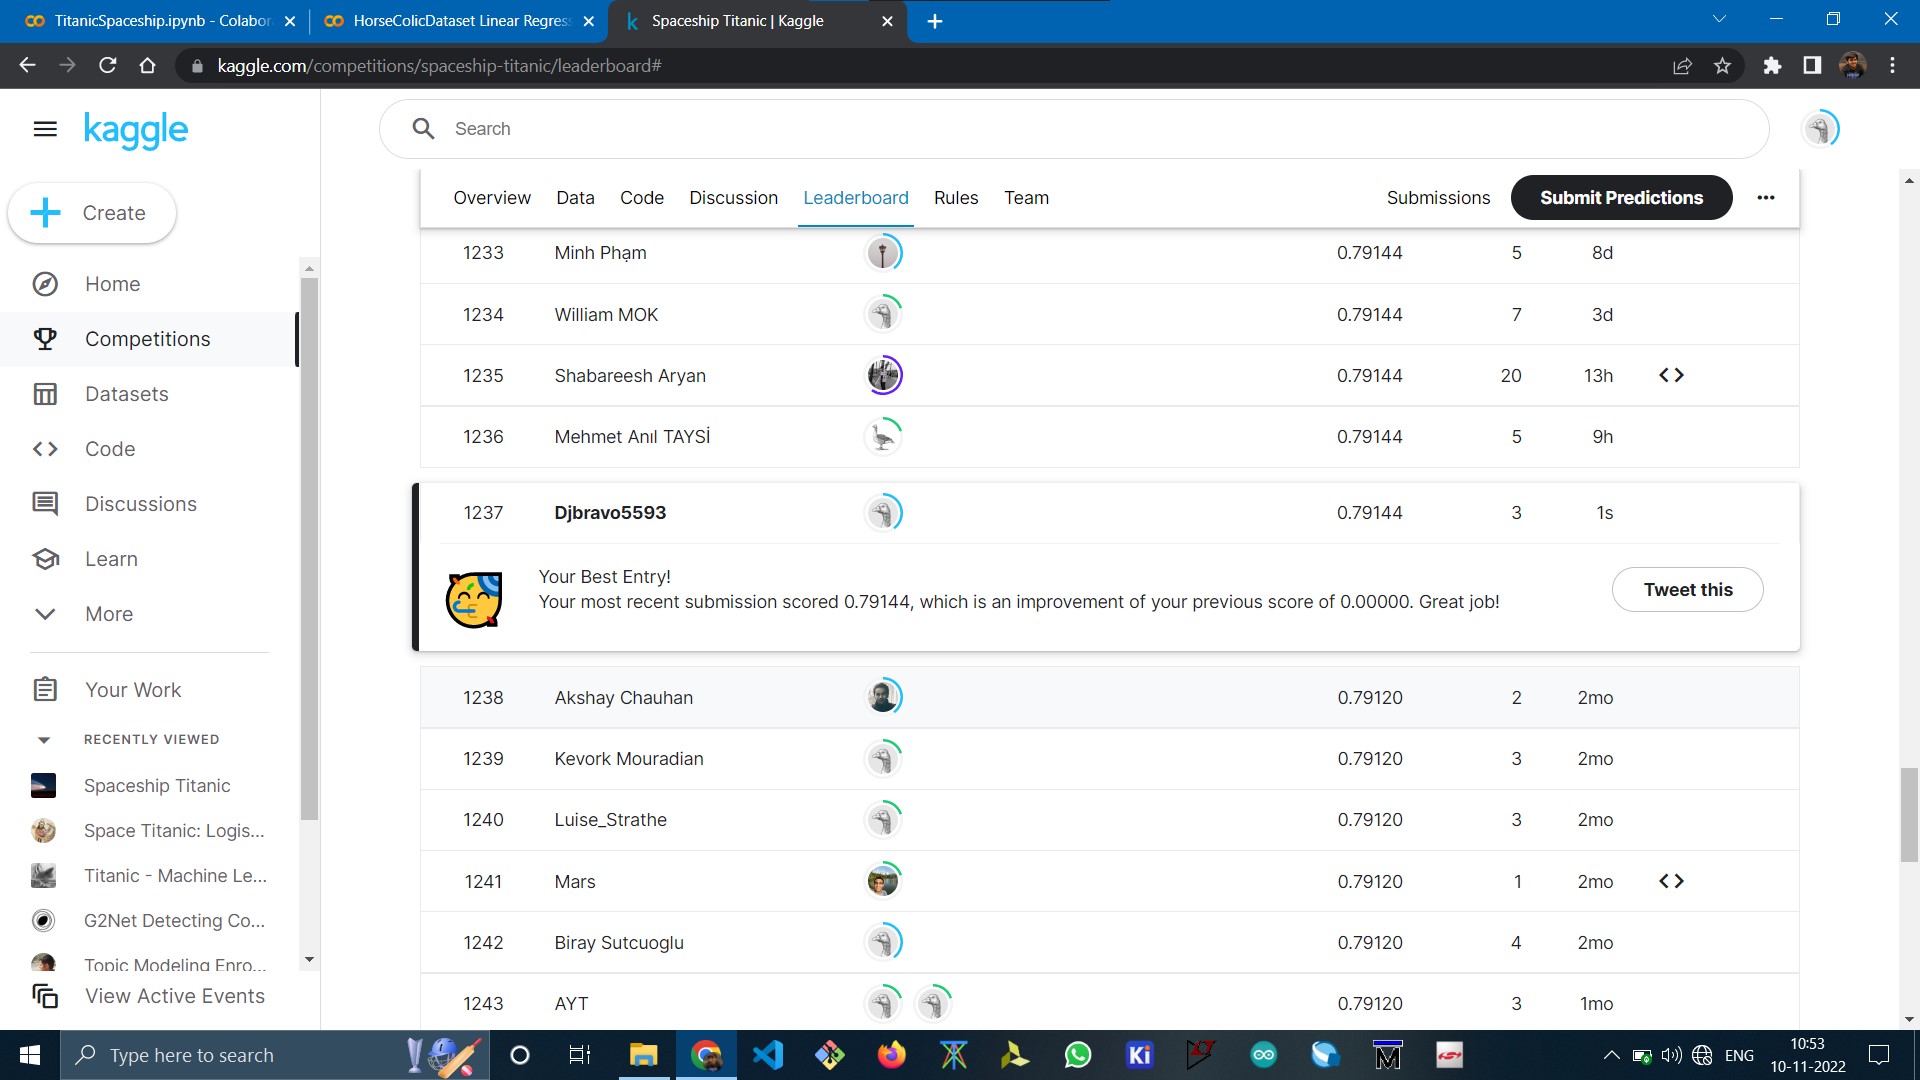 TitanicSpaceship.ipynb - Colabor
HorseColicDataset Linear Regress
Spaceship Titanic | Kaggle
kaggle.com/competitions/spaceship-titanic/leaderboard#
kaggle
Search
Create
Home
Competitions
Datasets
Code
Discussions
Learn
More
Your Work
RECENTLY VIEWED
Spaceship Titanic
Space Titanic: Logis...
Titanic - Machine Le...
G2Net Detecting Co...
Topic Modeling Enro...
View Active Events
Overview Data Code Discussion Leaderboard Rules Team Submissions Submit Predictions
1233 Minh Phạm 0.79144 5 8d
1234 William MOK 0.79144 7 3d
1235 Shabareesh Aryan 0.79144 20 13h
1236 Mehmet Anıl TAYSİ 0.79144 5 9h
1237 Djbravo5593 0.79144 3 1s
Your Best Entry!
Your most recent submission scored 0.79144, which is an improvement of your previous score of 0.00000. Great job!
Tweet this
1238 Akshay Chauhan 0.79120 2 2mo
1239 Kevork Mouradian 0.79120 3 2mo
1240 Luise_Strathe 0.79120 3 2mo
1241 Mars 0.79120 1 2mo
1242 Biray Sutcuoglu 0.79120 4 2mo
1243 AYT 0.79120 3 1mo
Type here to search
Ki
ENG
10:53
10-11-2022